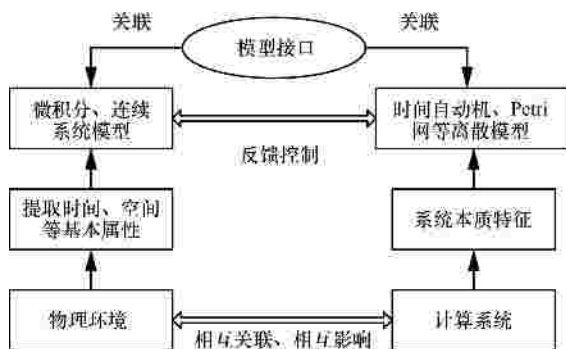 关联
模型接口
关联
微积分、连续
系统模型
时间自动机、Petri
网等离散模型
反馈控制
提取时间、空间
等基本属性
系统本质特征
物理环境
计算系统
相互关联、相互影响